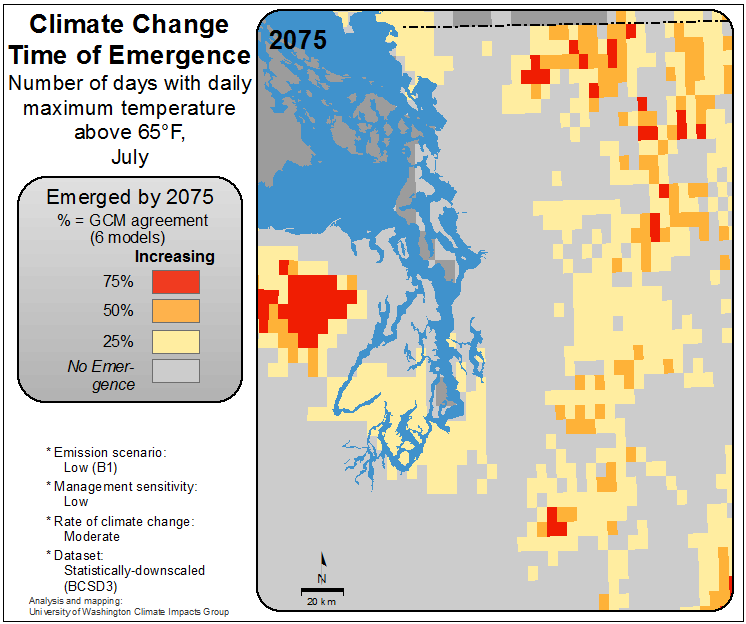 Climate Change
Time of Emergence
Number of days with daily
maximum temperature
above 65°F,
July
Emerged by 2075
% = GCM agreement
(6 models)
Increasing
75%
50%
25%
No Emer-
gence
* Emission scenario:
Low (B1)
* Management sensitivity:
Low
* Rate of climate change:
Moderate
* Dataset:
Statistically-downscaled
(BCSD3)
Analysis and mapping:
University of Washington Climate Impacts Group
2075
N
20 km